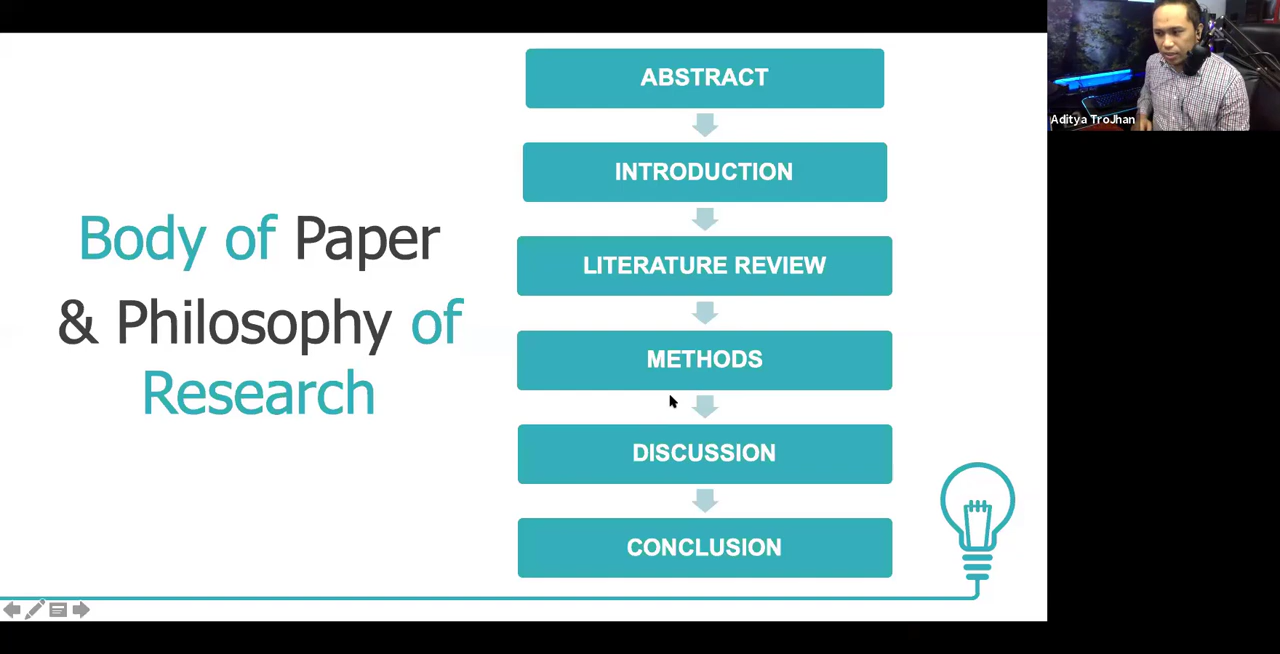 Body of Paper
& Philosophy of
Research
ABSTRACT
INTRODUCTION
LITERATURE REVIEW
METHODS
DISCUSSION
CONCLUSION
Aditya TroJhan